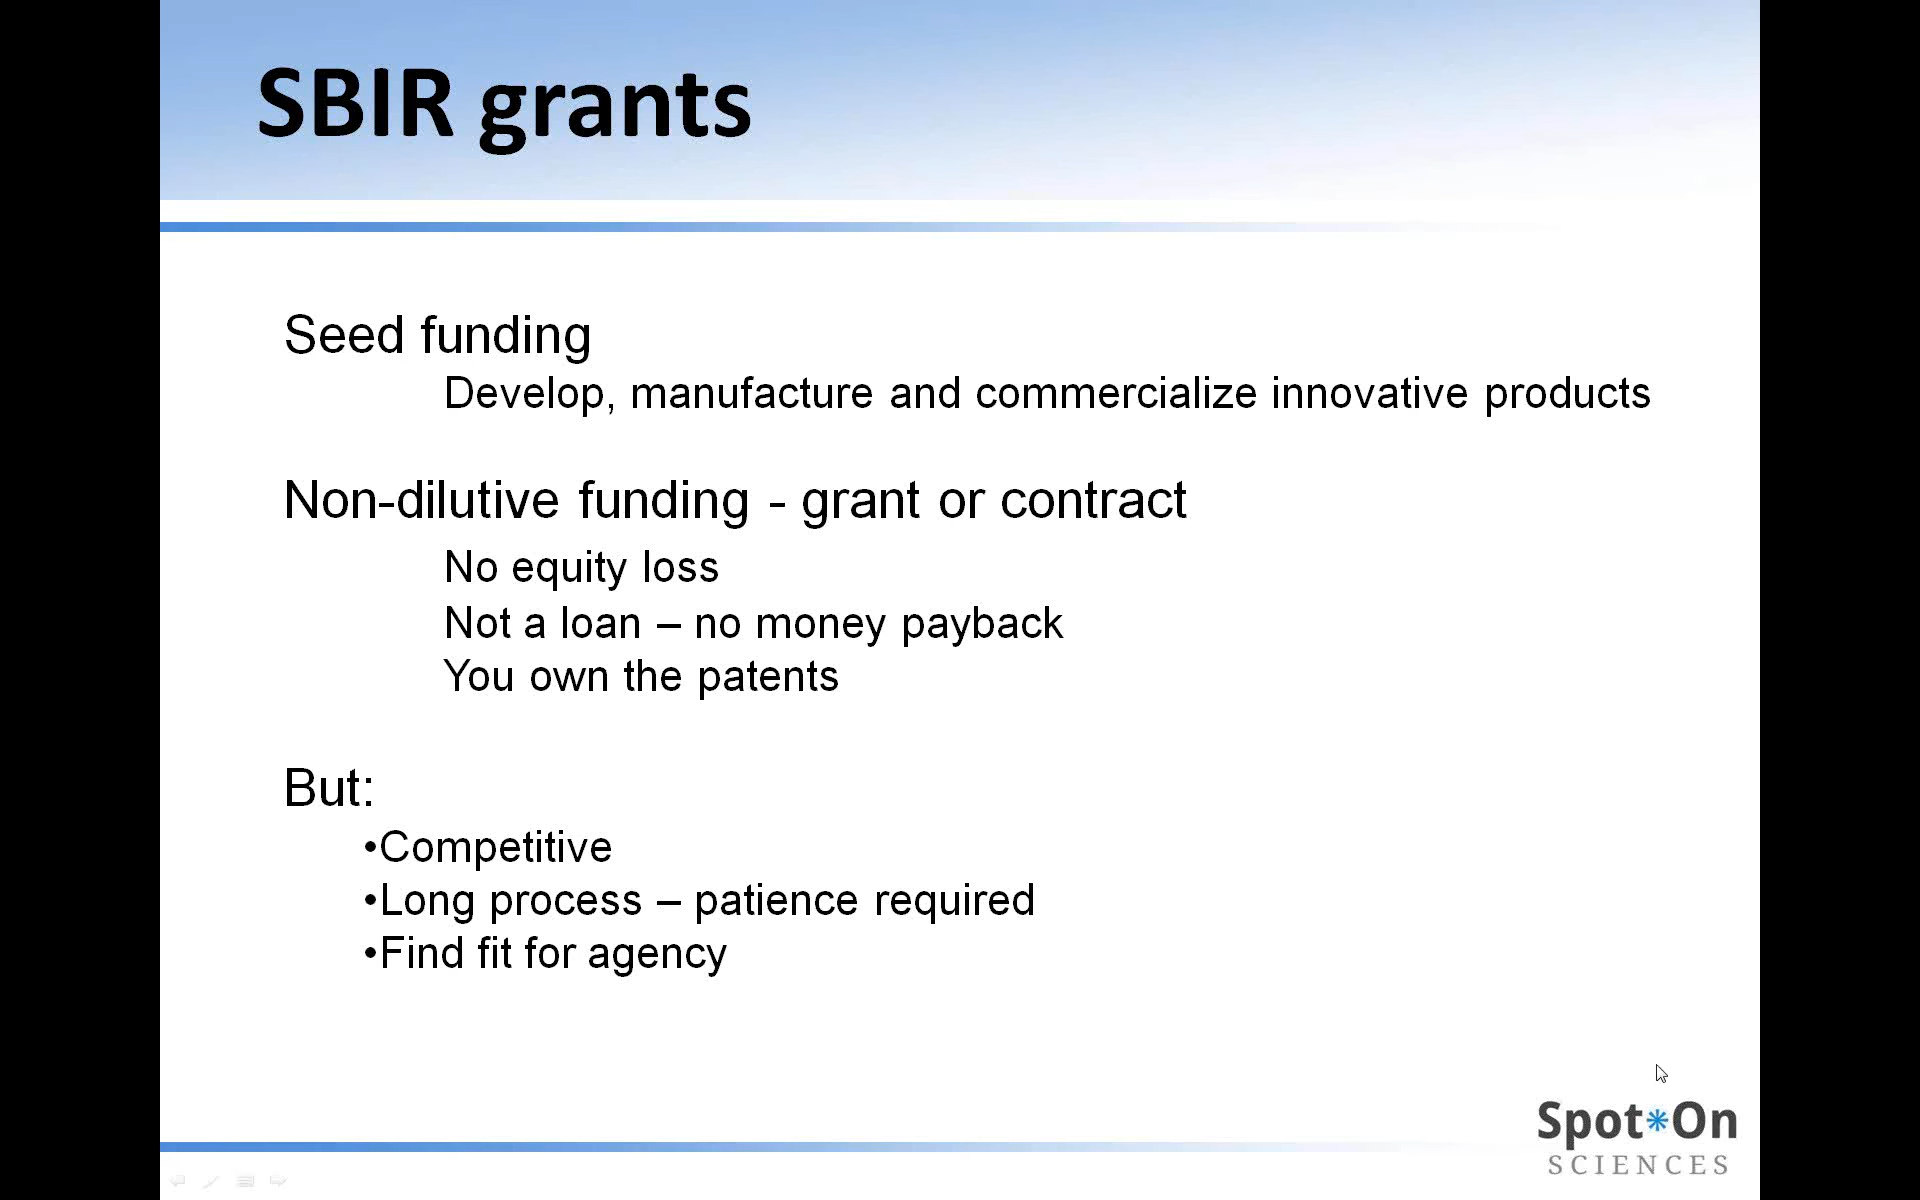 SBIR grants
Seed funding
Develop, manufacture and commercialize innovative products
Non-dilutive funding - grant or contract
No equity loss
Not a loan – no money payback
You own the patents
But:
•Competitive
•Long process – patience required
•Find fit for agency
Spot*On
SCIENCES